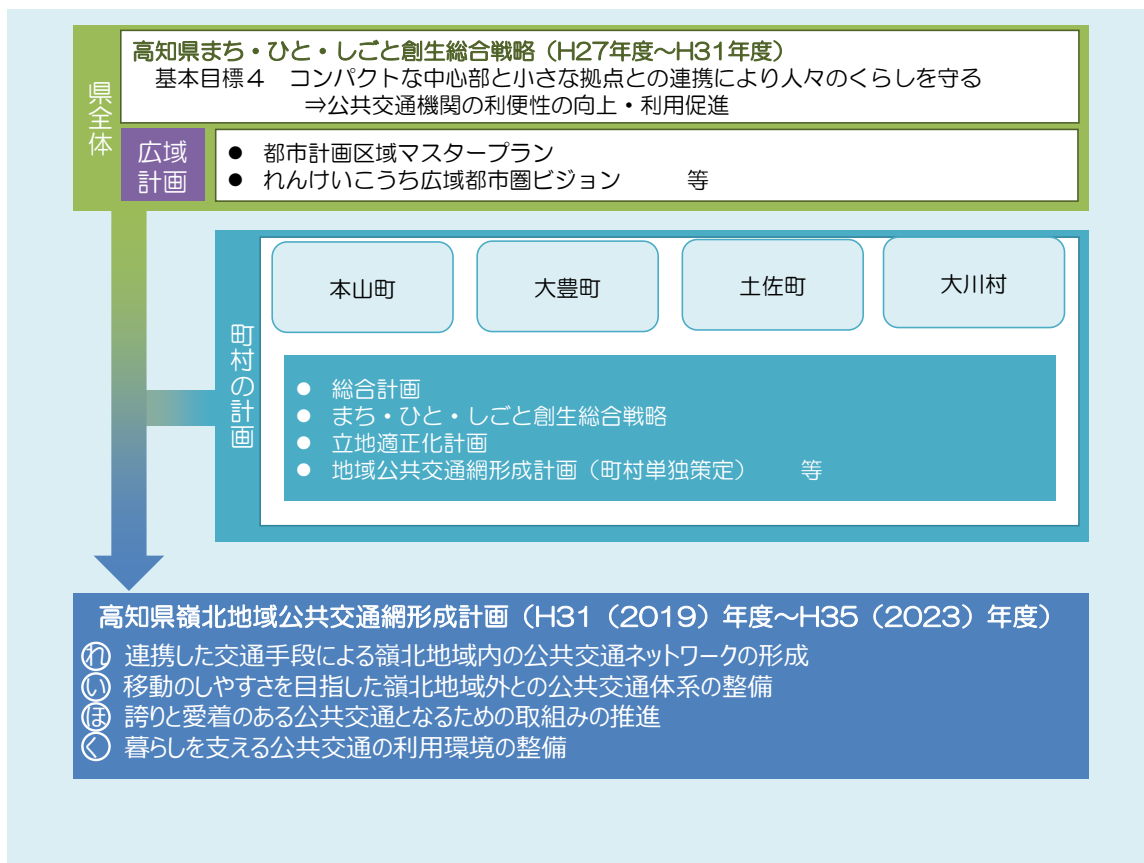 県全体
高知県まち・ひと・しごと創生総合戦略（H27年度～H31年度）
基本目標４　コンパクトな中心部と小さな拠点との連携により人々のくらしを守る
⇒公共交通機関の利便性の向上・利用促進
広域
計画
● 都市計画区域マスタープラン
● れんけいこうち広域都市圏ビジョン　　　等
町村の計画
本山町　大豊町　土佐町　大川村
● 総合計画
● まち・ひと・しごと創生総合戦略
● 立地適正化計画
● 地域公共交通網形成計画（町村単独策定）　　　等
高知県嶺北地域公共交通網形成計画（H31（2019）年度～H35（2023）年度）
れ 連携した交通手段による嶺北地域内の公共交通ネットワークの形成
い 移動のしやすさを目指した嶺北地域外との公共交通体系の整備
ほ 誇りと愛着のある公共交通となるための取組みの推進
く 暮らしを支える公共交通の利用環境の整備